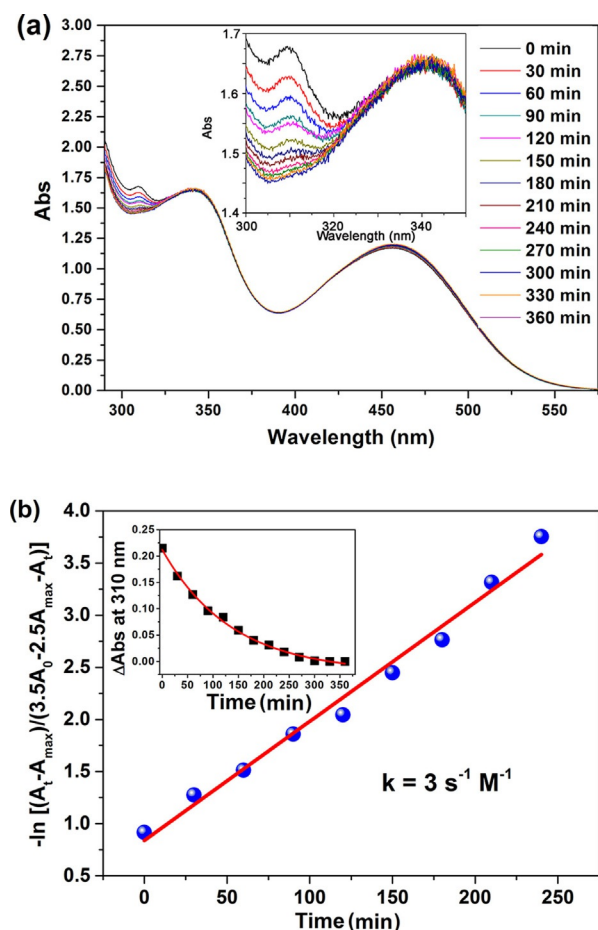 (a)
3.00
2.75
2.50
2.25
2.00
1.75
1.50
1.25
1.00
0.75
0.50
0.25
0.00
Abs
300
350
400
450
500
550
Wavelength (nm)
1.7
1.6
1.5
1.4
Abs
300
320
340
Wavelength (nm)
0 min
30 min
60 min
90 min
120 min
150 min
180 min
210 min
240 min
270 min
300 min
330 min
360 min
(b)
4.0
3.5
3.0
2.5
2.0
1.5
1.0
0.5
-ln [(Aₜ-Aₘₐₓ)/(3.5A₀-2.5Aₘₐₓ-Aₜ)]
0
50
100
150
200
250
Time (min)
0.25
0.20
0.15
0.10
0.05
0.00
ΔAbs at 310 nm
0 50 100 150 200 250 300 350
Time (min)
k = 3 s⁻¹ M⁻¹